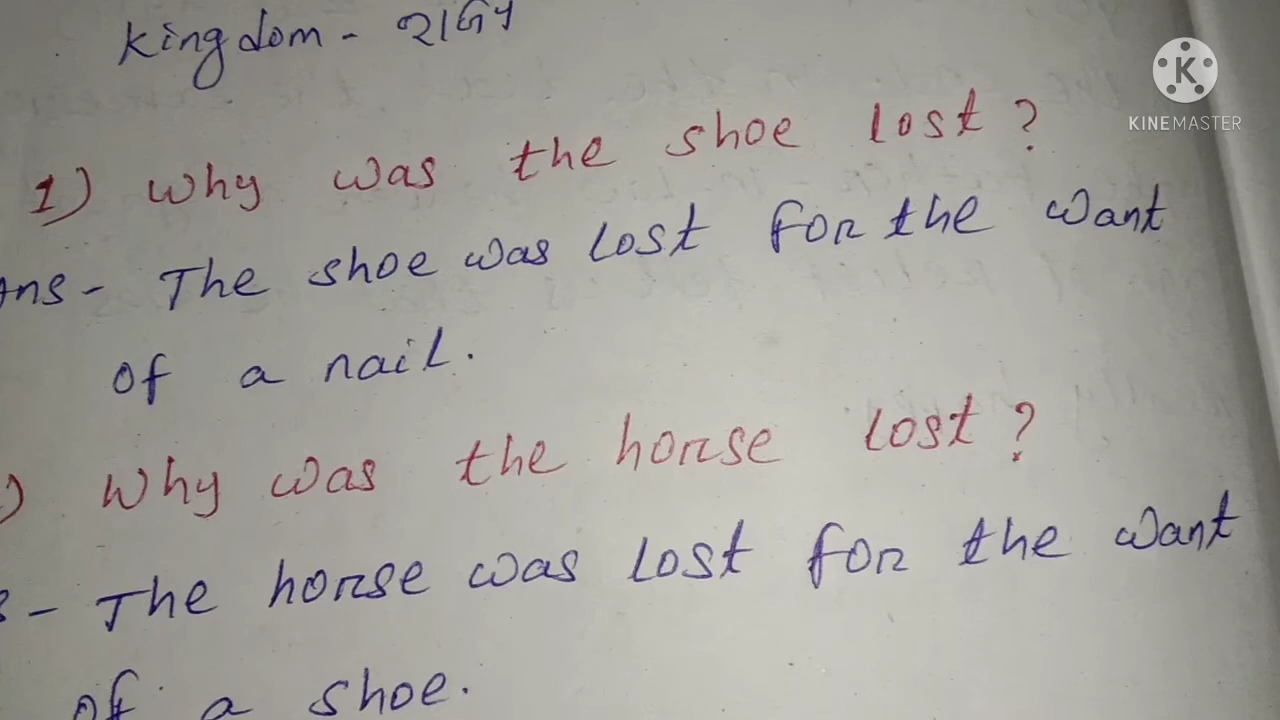 Kingdom - રાજ્ય
KINEMASTER
1) Why was the shoe lost?
Ans - The shoe was lost for the want
of a nail.
) Why was the horse lost?
s - The horse was lost for the want
of a shoe.